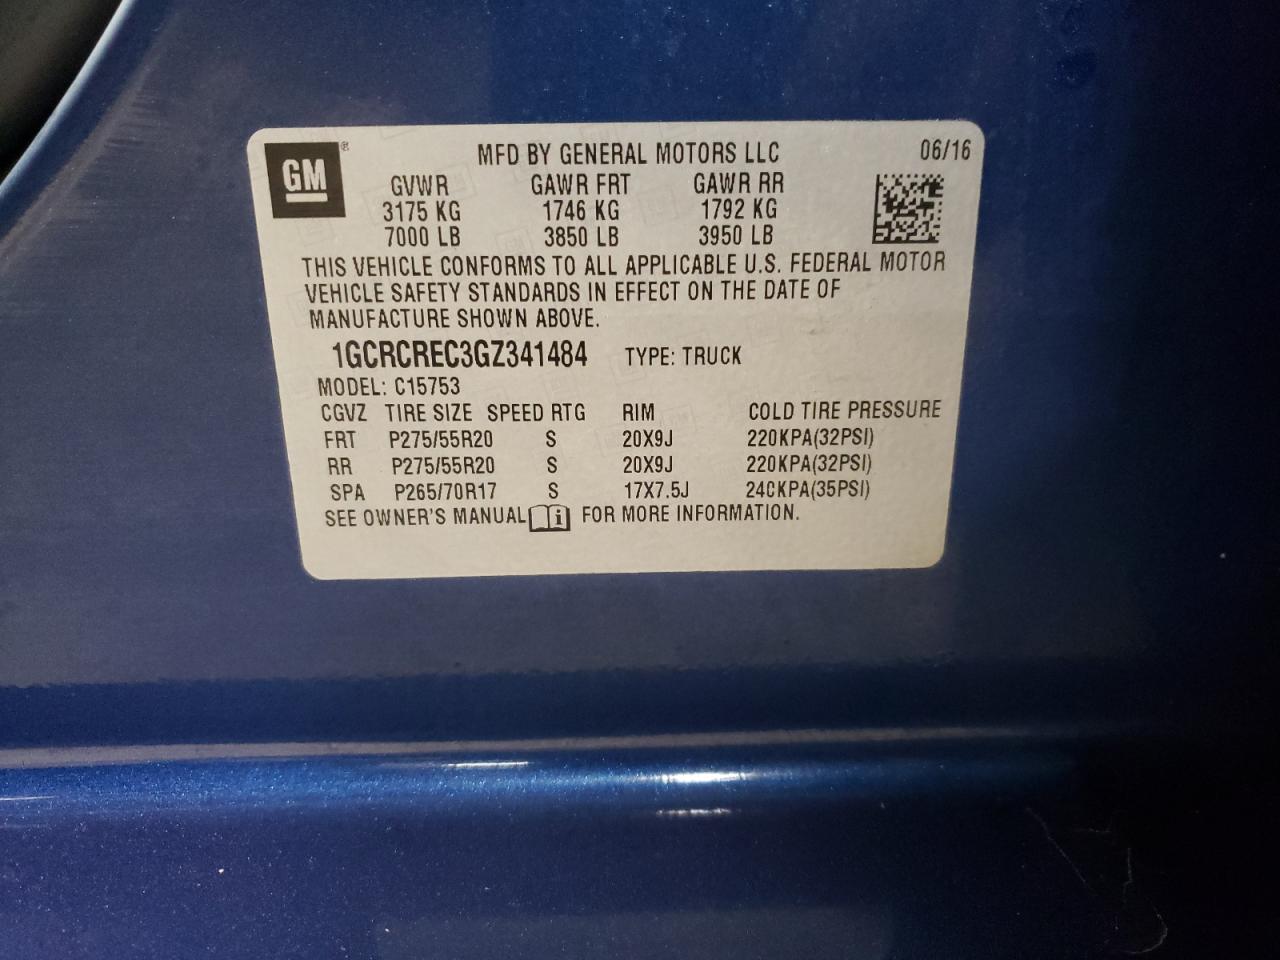 GM ®
MFD BY GENERAL MOTORS LLC 06/16
GVWR GAWR FRT GAWR RR
3175 KG 1746 KG 1792 KG
7000 LB 3850 LB 3950 LB
THIS VEHICLE CONFORMS TO ALL APPLICABLE U.S. FEDERAL MOTOR
VEHICLE SAFETY STANDARDS IN EFFECT ON THE DATE OF
MANUFACTURE SHOWN ABOVE.
1GCRCREC3GZ341484 TYPE: TRUCK
MODEL: C15753
CGVZ TIRE SIZE SPEED RTG RIM COLD TIRE PRESSURE
FRT P275/55R20 S 20X9J 220KPA(32PSI)
RR P275/55R20 S 20X9J 220KPA(32PSI)
SPA P265/70R17 S 17X7.5J 240KPA(35PSI)
SEE OWNER'S MANUAL i FOR MORE INFORMATION.